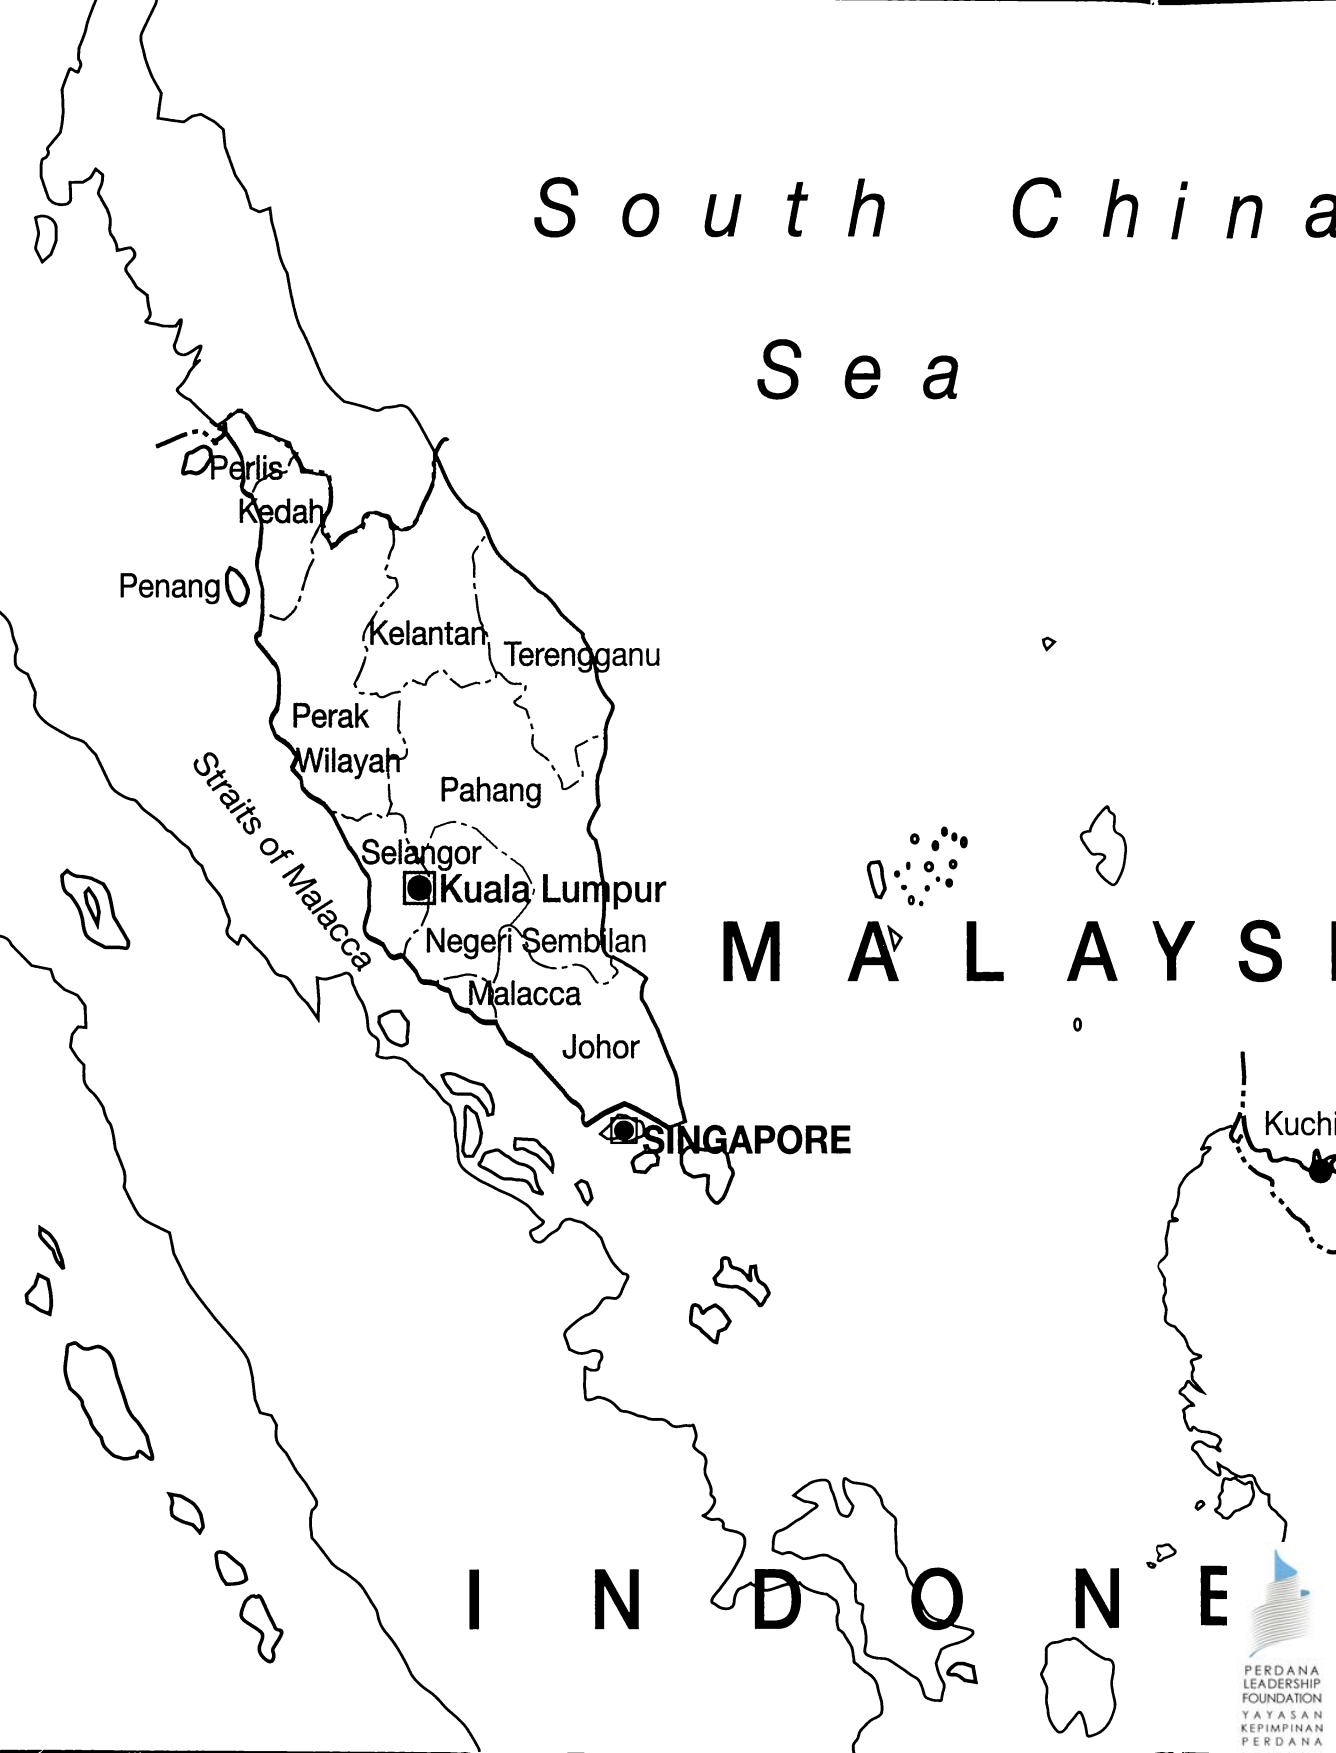 South China
Sea
Perlis
Kedah
Penang
Kelantan
Terengganu
Perak
Wilayah
Straits of Malacca
Pahang
Selangor
Kuala Lumpur
Negeri Sembilan
Malacca
MALAYSI
Johor
SINGAPORE
Kuchi
INDONE
PERDANA
LEADERSHIP
FOUNDATION
YAYASAN
KEPIMPINAN
PERDANA